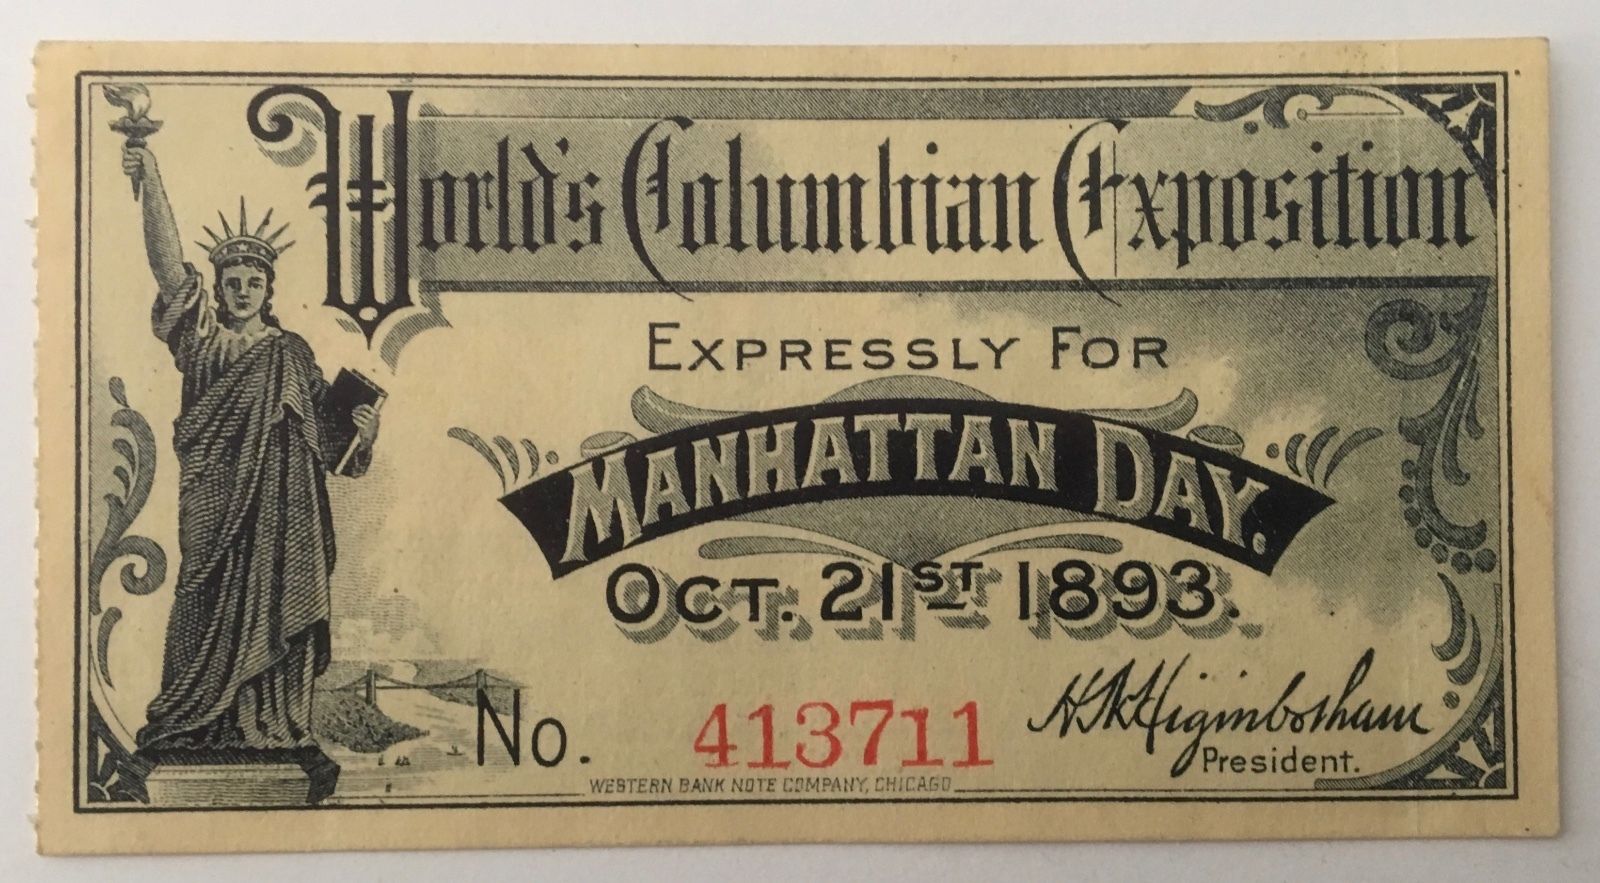 World's Columbian Exposition
EXPRESSLY FOR
MANHATTAN DAY.
OCT. 21ST 1893.
No. 413711
H N Higinbotham
President.
WESTERN BANK NOTE COMPANY, CHICAGO